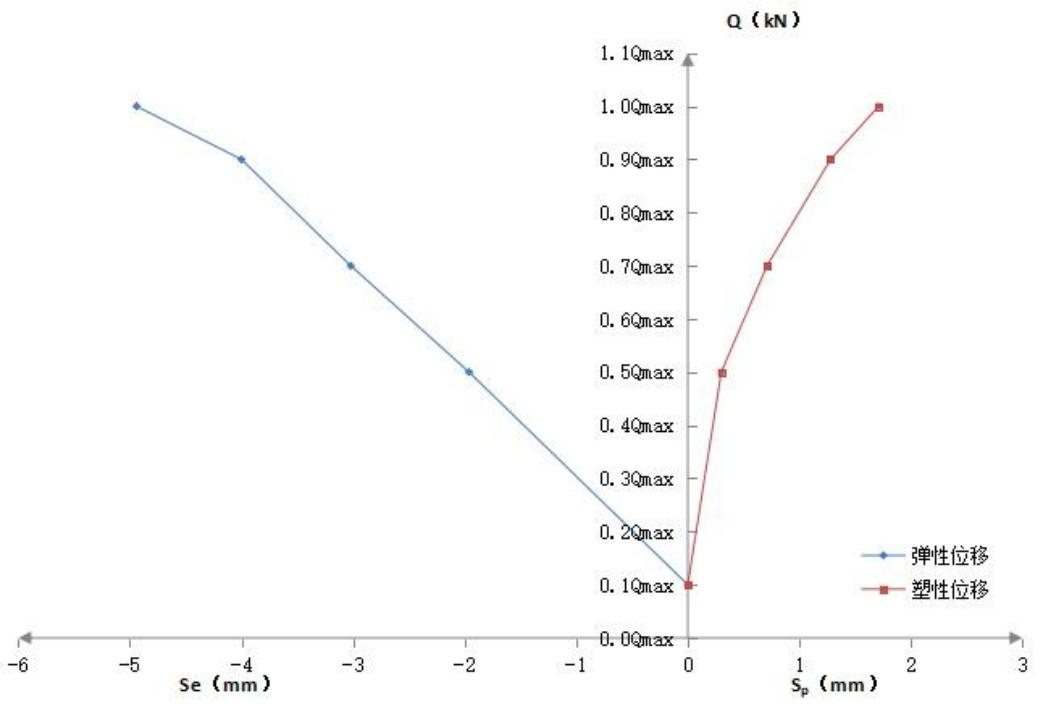 Q（kN）
1.1Qmax
1.0Qmax
0.9Qmax
0.8Qmax
0.7Qmax
0.6Qmax
0.5Qmax
0.4Qmax
0.3Qmax
0.2Qmax
0.1Qmax
0.0Qmax
弹性位移
塑性位移
-6 -5 -4 -3 -2 -1 0 1 2 3
Se（mm） Sp（mm）